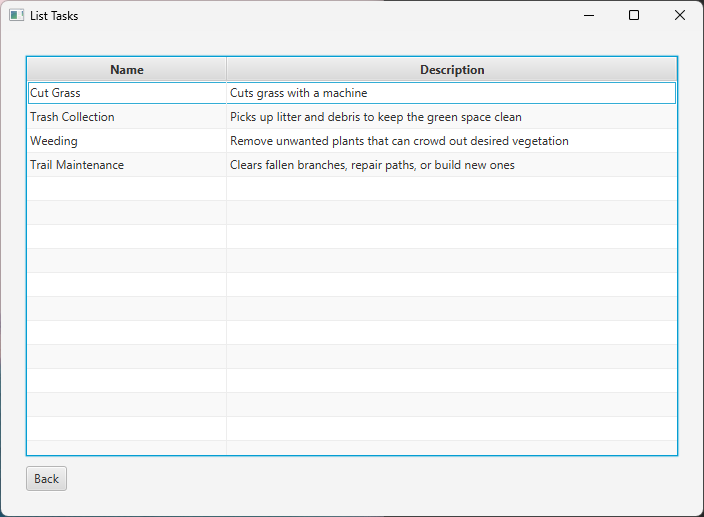 List Tasks
Name Description
Cut Grass Cuts grass with a machine
Trash Collection Picks up litter and debris to keep the green space clean
Weeding Remove unwanted plants that can crowd out desired vegetation
Trail Maintenance Clears fallen branches, repair paths, or build new ones
Back